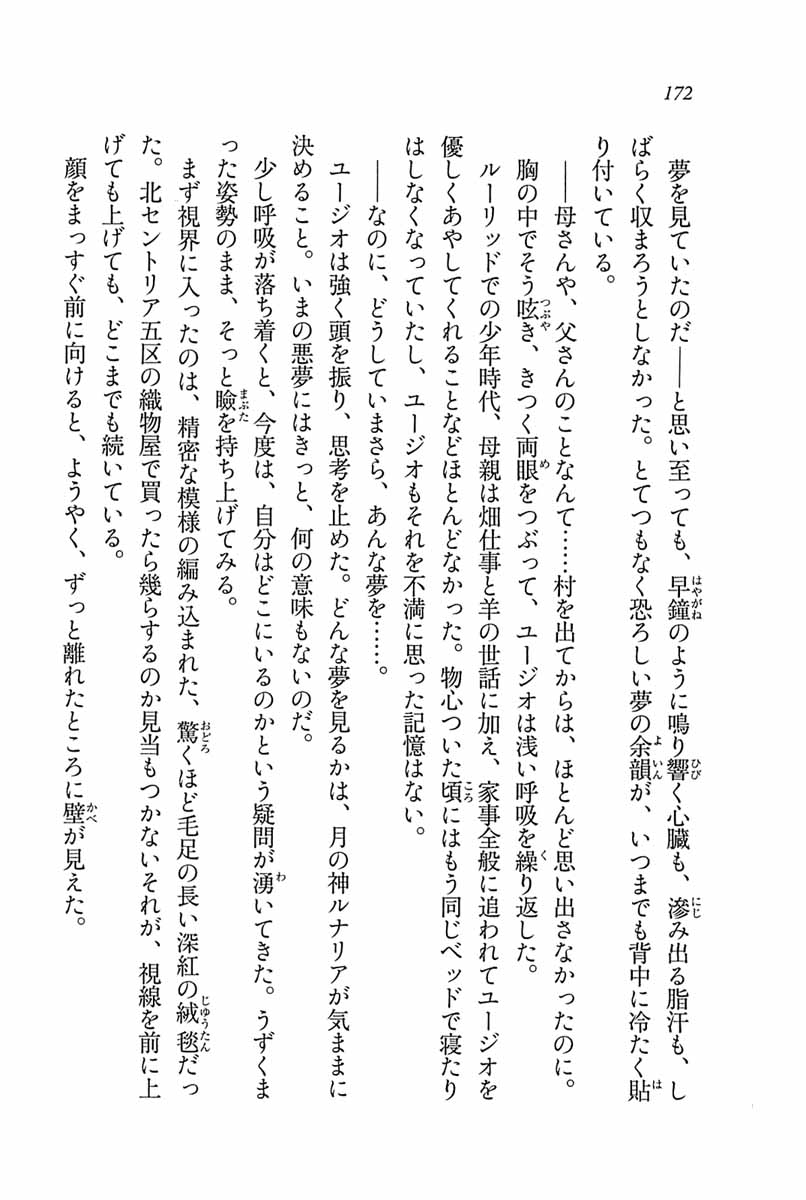 172
夢を見ていたのだ――と思い至っても、早鐘のように鳴り響く心臓も、滲み出る脂汗も、し
ばらく収まろうとしなかった。とてつもなく恐ろしい夢の余韻が、いつまでも背中に冷たく貼
り付いている。
――母さんや、父さんのことなんて……村を出てからは、ほとんど思い出さなかったのに。
胸の中でそう呟き、きつく両眼をつぶって、ユージオは浅い呼吸を繰り返した。
ルーリッドでの少年時代、母親は畑仕事と羊の世話に加え、家事全般に追われてユージオを
優しくあやしてくれることなどほとんどなかった。物心ついた頃にはもう同じベッドで寝たり
はしなくなっていたし、ユージオもそれを不満に思った記憶はない。
――なのに、どうしていまさら、あんな夢を……。
ユージオは強く頭を振り、思考を止めた。どんな夢を見るかは、月の神ルナリアが気ままに
決めること。いまの悪夢にはきっと、何の意味もないのだ。
少し呼吸が落ち着くと、今度は、自分はどこにいるのかという疑問が湧いてきた。うずくま
った姿勢のまま、そっと瞼を持ち上げてみる。
まず視界に入ったのは、精密な模様の編み込まれた、驚くほど毛足の長い深紅の絨毯だっ
た。北セントリア五区の織物屋で買ったら幾らするのか見当もつかないそれが、視線を前に上
げても上げても、どこまでも続いている。
顔をまっすぐ前に向けると、ようやく、ずっと離れたところに壁が見えた。